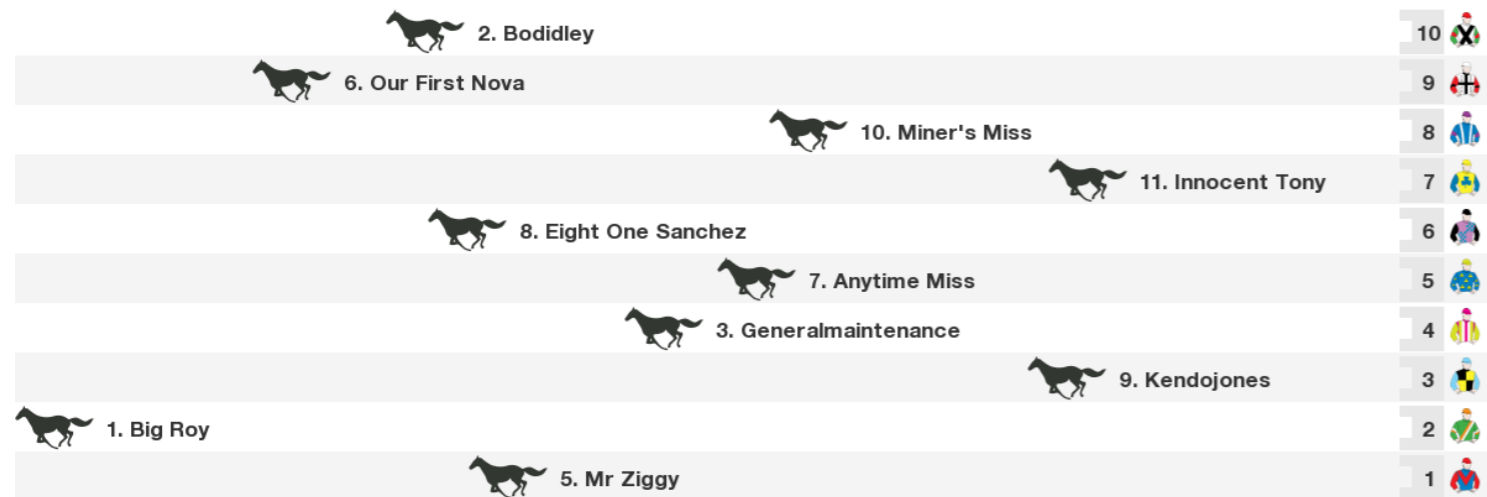 2. Bodidley 10
6. Our First Nova 9
10. Miner's Miss 8
11. Innocent Tony 7
8. Eight One Sanchez 6
7. Anytime Miss 5
3. Generalmaintenance 4
9. Kendojones 3
1. Big Roy 2
5. Mr Ziggy 1